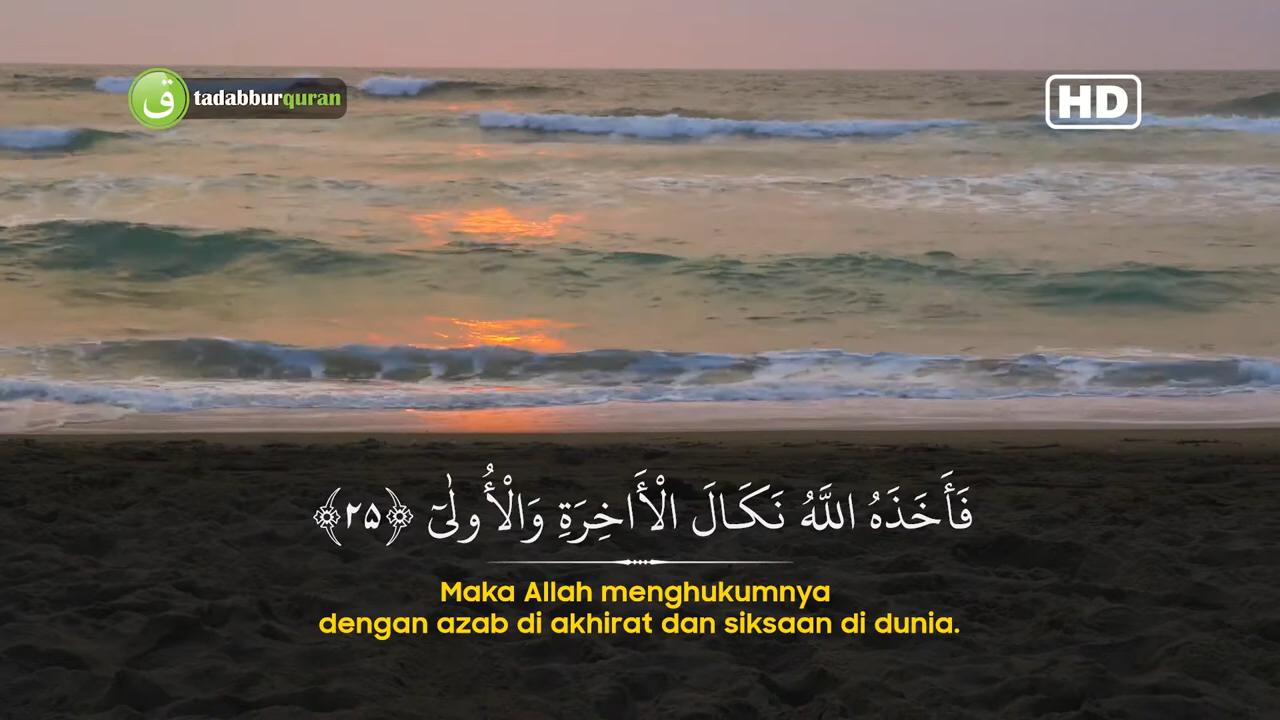 ق tadabburquran
HD
فَأَخَذَهُ اللَّهُ نَكَالَ الْأَاخِرَةِ وَالْأُولٰىٓ ﴿٢٥﴾
Maka Allah menghukumnya
dengan azab di akhirat dan siksaan di dunia.